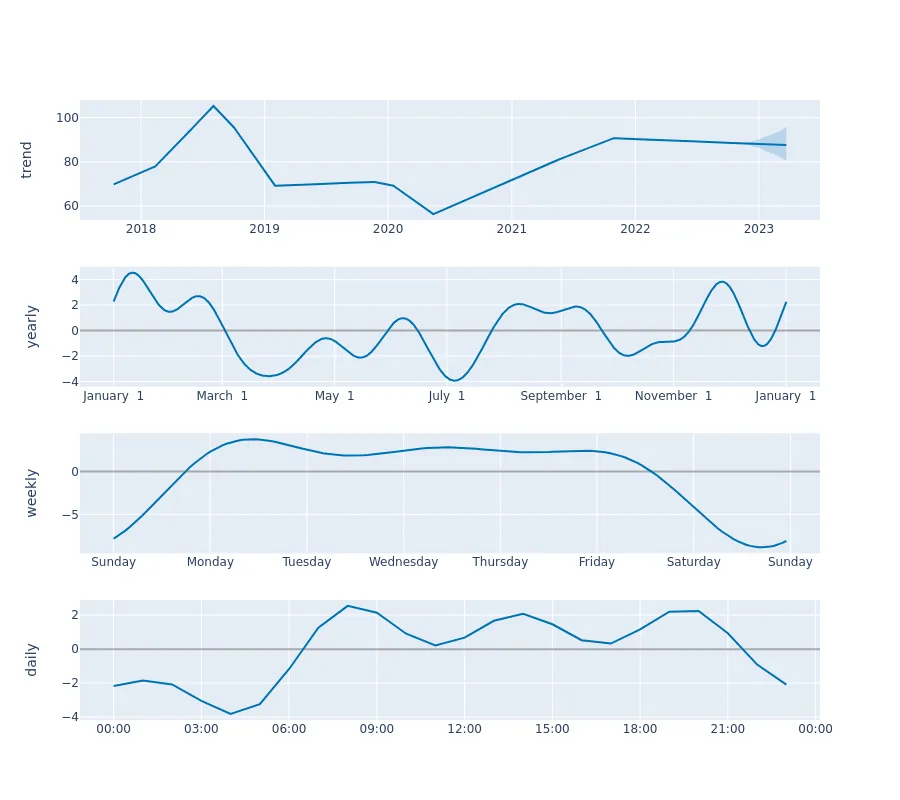 trend
100
80
60
2018 2019 2020 2021 2022 2023
yearly
4
2
0
−2
−4
January 1 March 1 May 1 July 1 September 1 November 1 January 1
weekly
0
−5
Sunday Monday Tuesday Wednesday Thursday Friday Saturday Sunday
daily
2
0
−2
−4
00:00 03:00 06:00 09:00 12:00 15:00 18:00 21:00 00:00